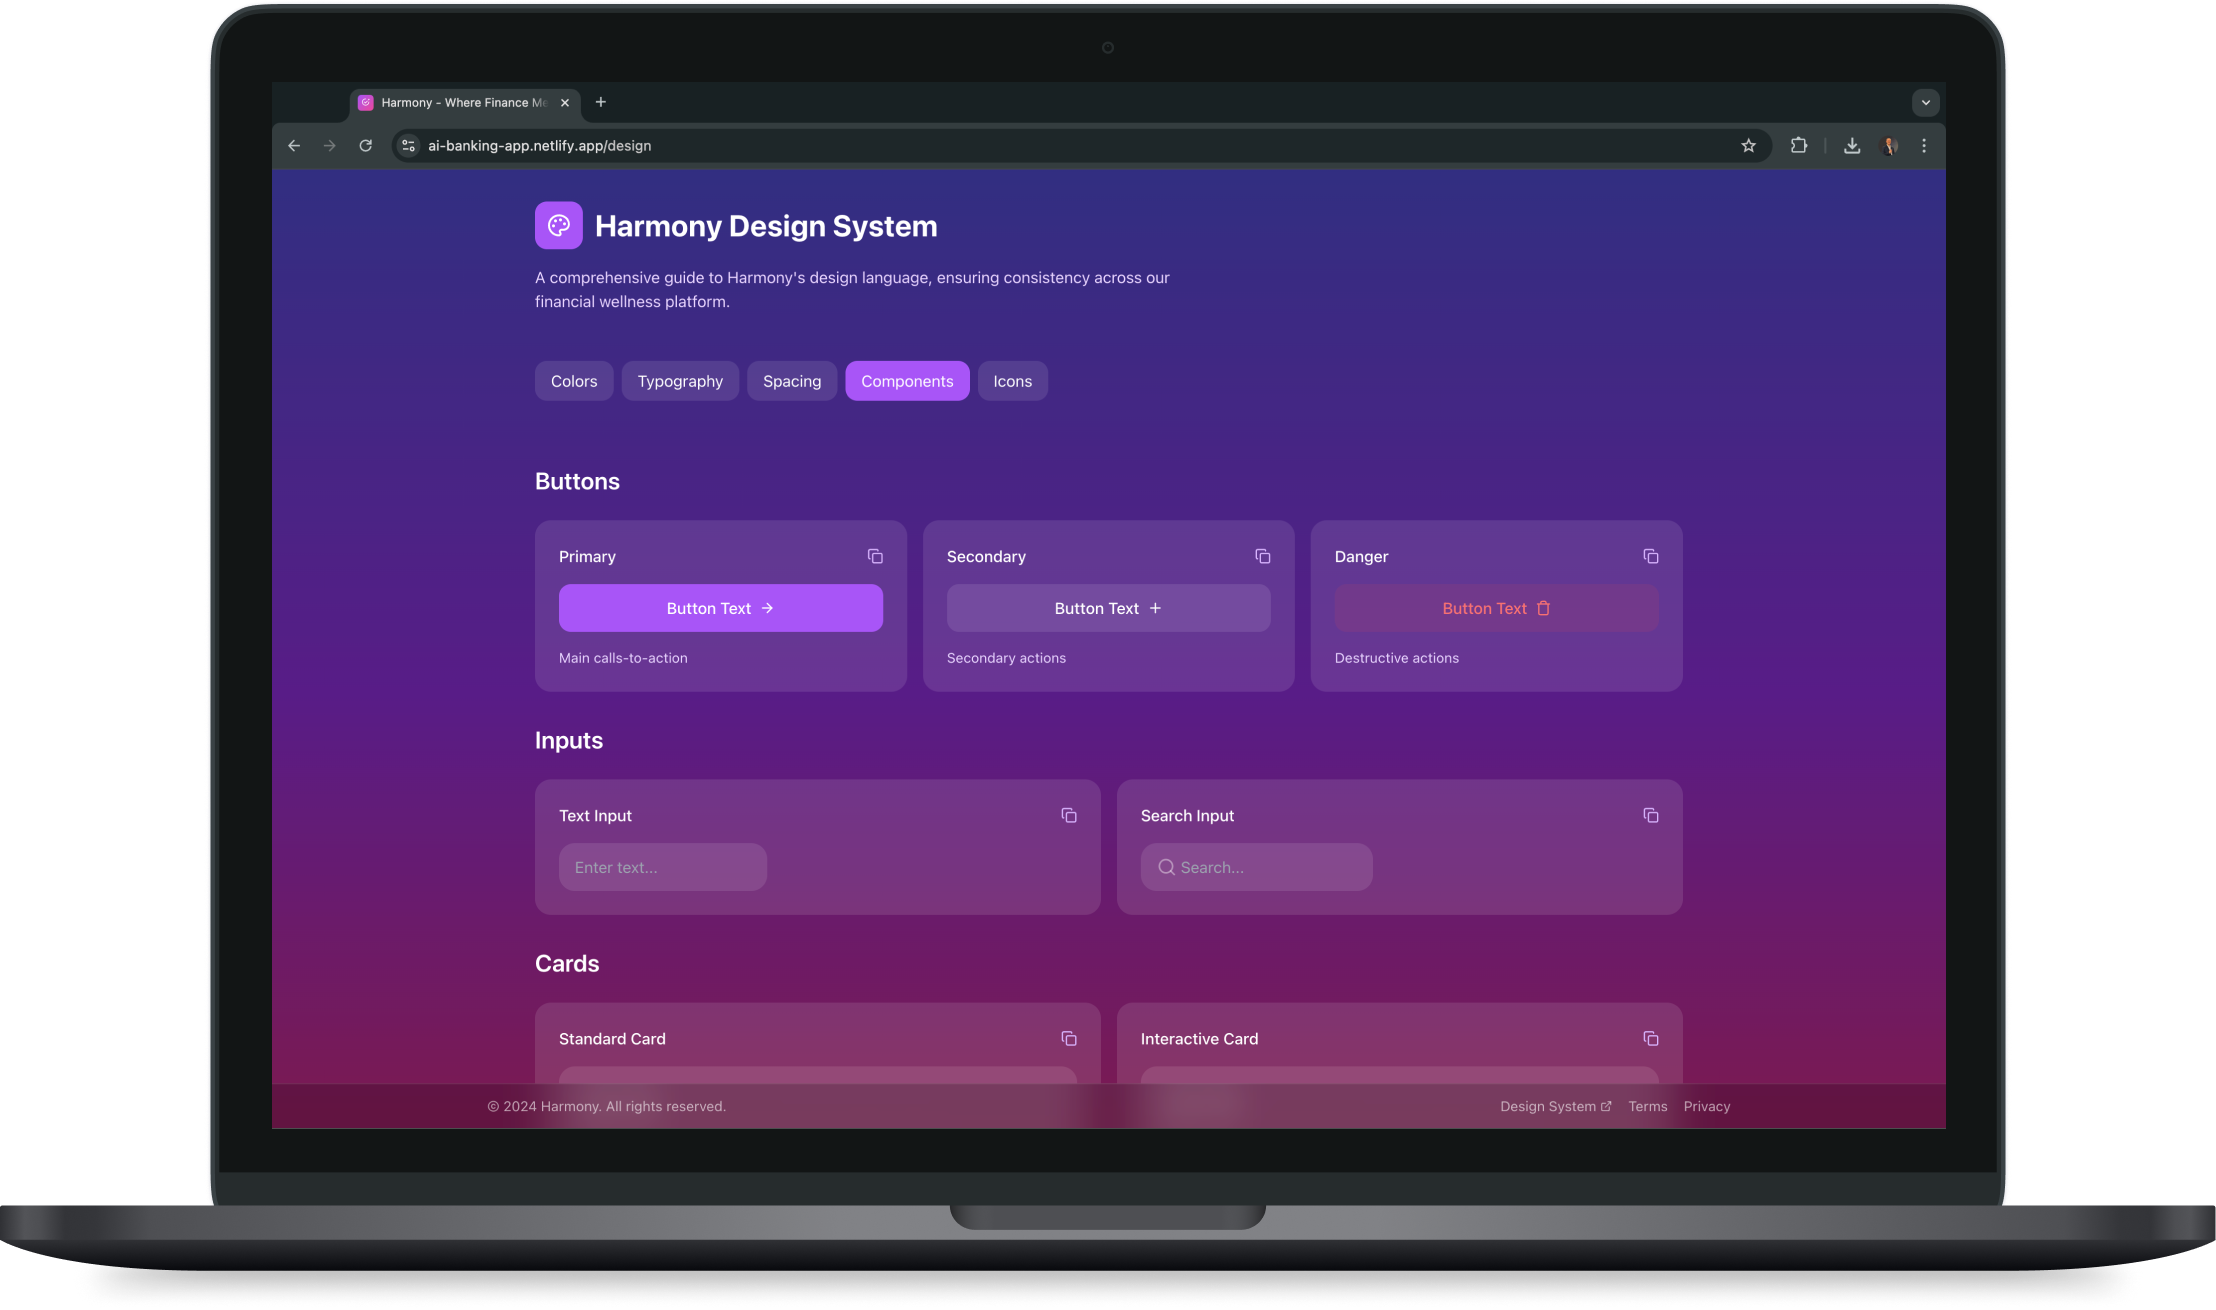 Harmony - Where Finance Me
ai-banking-app.netlify.app/design
Harmony Design System
A comprehensive guide to Harmony's design language, ensuring consistency across our
financial wellness platform.
Colors Typography Spacing Components Icons
Buttons
Primary Secondary Danger
Button Text Button Text Button Text
Main calls-to-action Secondary actions Destructive actions
Inputs
Text Input Search Input
Enter text... Search...
Cards
Standard Card Interactive Card
© 2024 Harmony. All rights reserved. Design System Terms Privacy